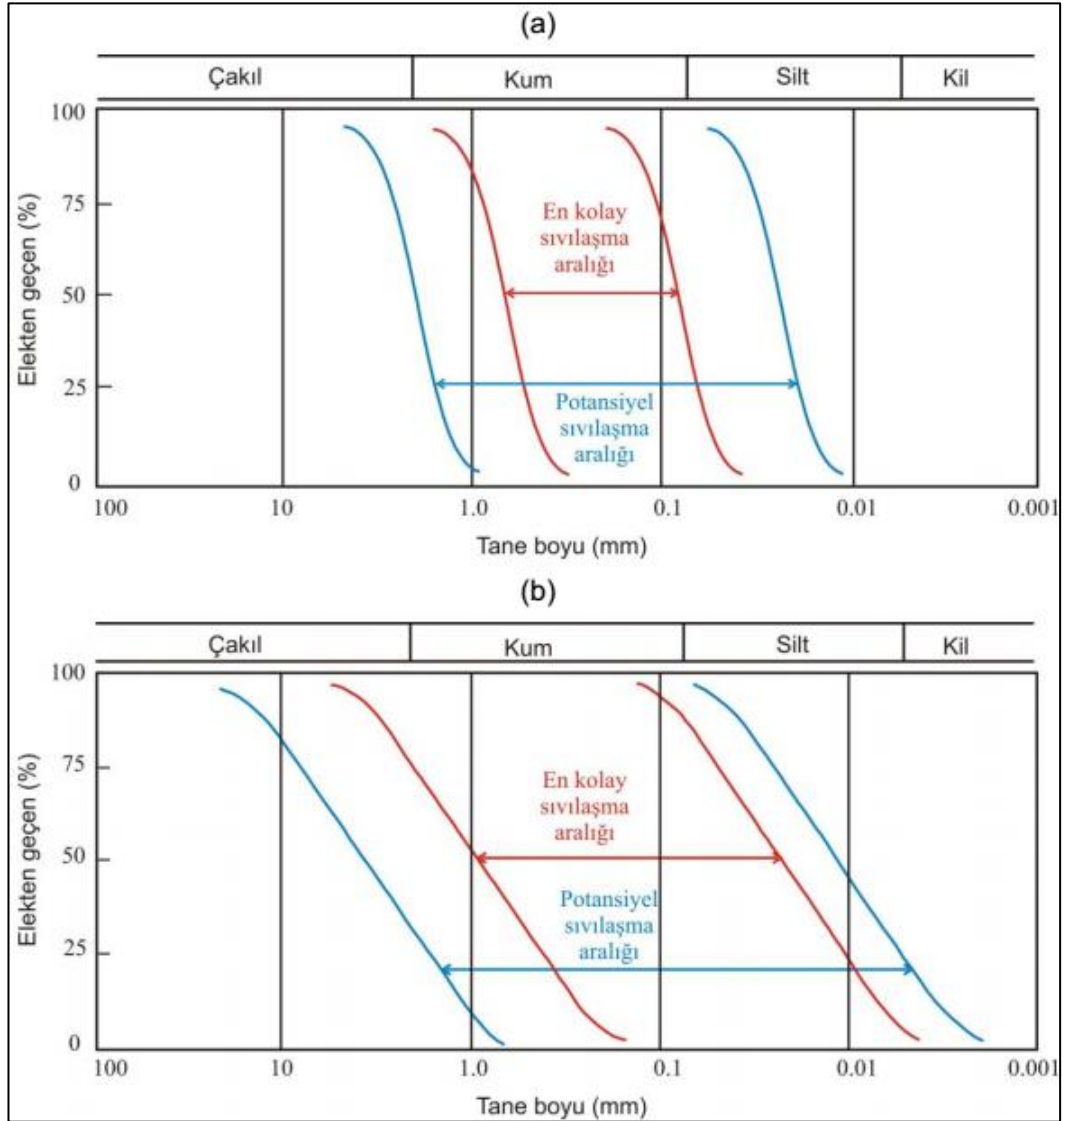 (a)
Çakıl Kum Silt Kil
Elekten geçen (%)
100
75
50
25
0
En kolay
sıvılaşma
aralığı
Potansiyel
sıvılaşma
aralığı
100 10 1.0 0.1 0.01 0.001
Tane boyu (mm)
(b)
Çakıl Kum Silt Kil
Elekten geçen (%)
100
75
50
25
0
En kolay
sıvılaşma
aralığı
Potansiyel
sıvılaşma
aralığı
100 10 1.0 0.1 0.01 0.001
Tane boyu (mm)